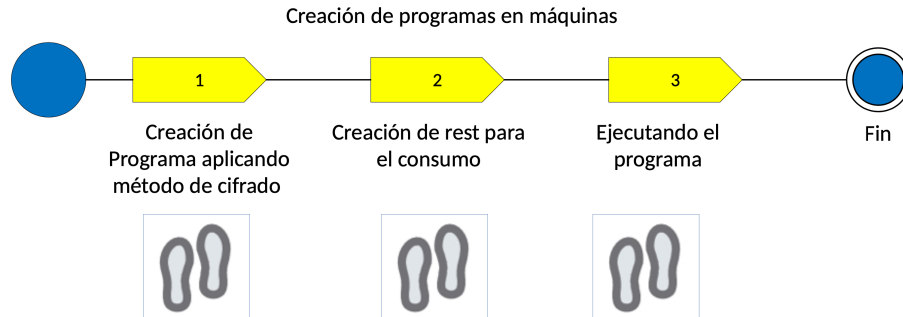 Creación de programas en máquinas
1
2
3
Creación de
Programa aplicando
método de cifrado
Creación de rest para
el consumo
Ejecutando el
programa
Fin